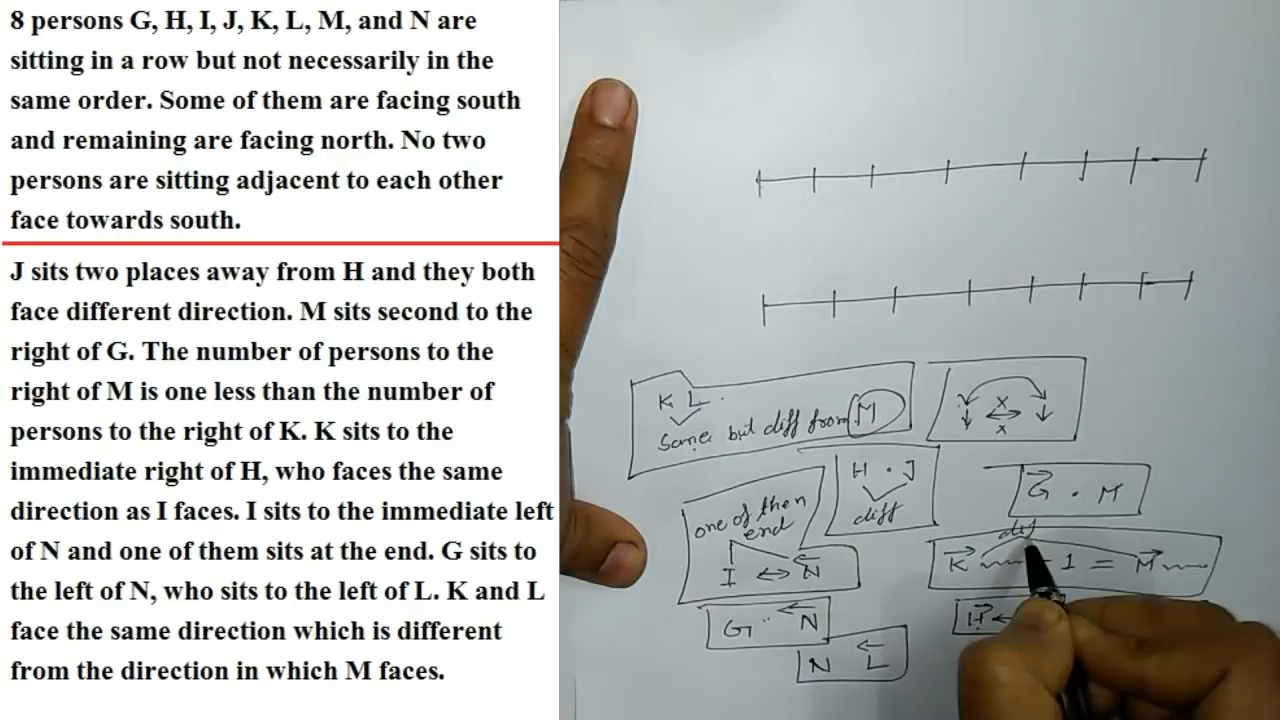 8 persons G, H, I, J, K, L, M, and N are
sitting in a row but not necessarily in the
same order. Some of them are facing south
and remaining are facing north. No two
persons are sitting adjacent to each other
face towards south.
J sits two places away from H and they both
face different direction. M sits second to the
right of G. The number of persons to the
right of M is one less than the number of
persons to the right of K. K sits to the
immediate right of H, who faces the same
direction as I faces. I sits to the immediate left
of N and one of them sits at the end. G sits to
the left of N, who sits to the left of L. K and L
face the same direction which is different
from the direction in which M faces.
K L.
Same but diff from M
x
x
H . J
diff
G . M
one of then
end
I ↔ N
diff
K - 1 = M
G .. N
H
N L